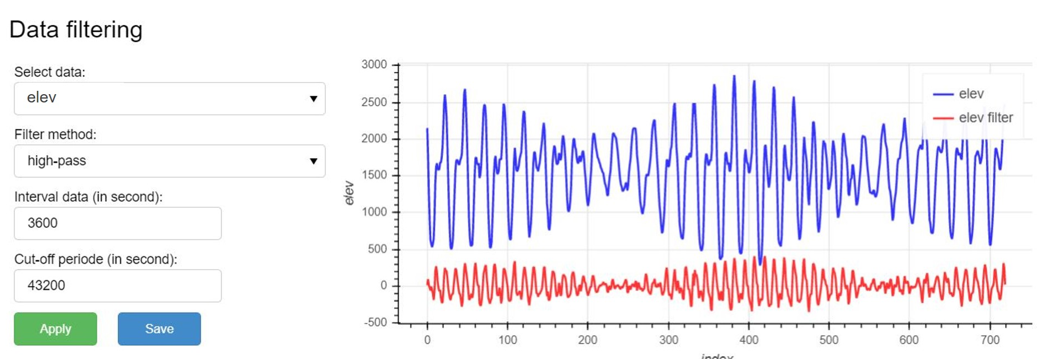 Data filtering
Select data:
elev
Filter method:
high-pass
Interval data (in second):
3600
Cut-off periode (in second):
43200
Apply Save
3000
2500
2000
1500
1000
500
0
-500
elev
elev
elev filter
0 100 200 300 400 500 600 700
index